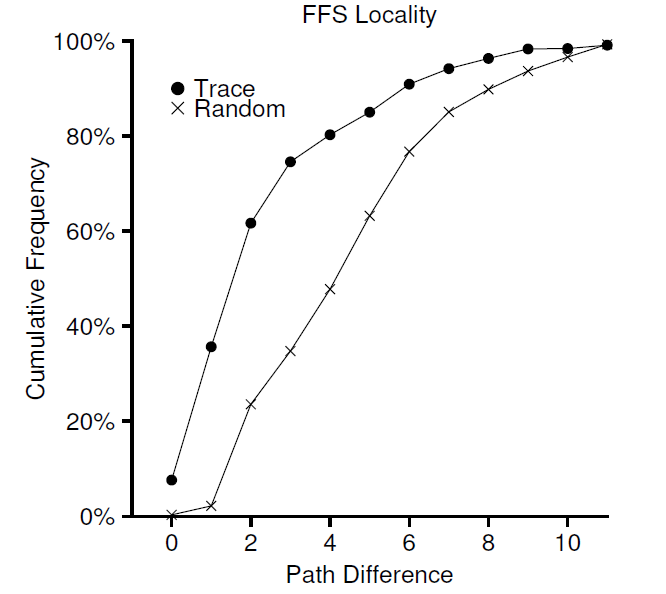 FFS Locality
100%
80%
60%
40%
20%
0%
Cumulative Frequency
Trace
Random
0 2 4 6 8 10
Path Difference